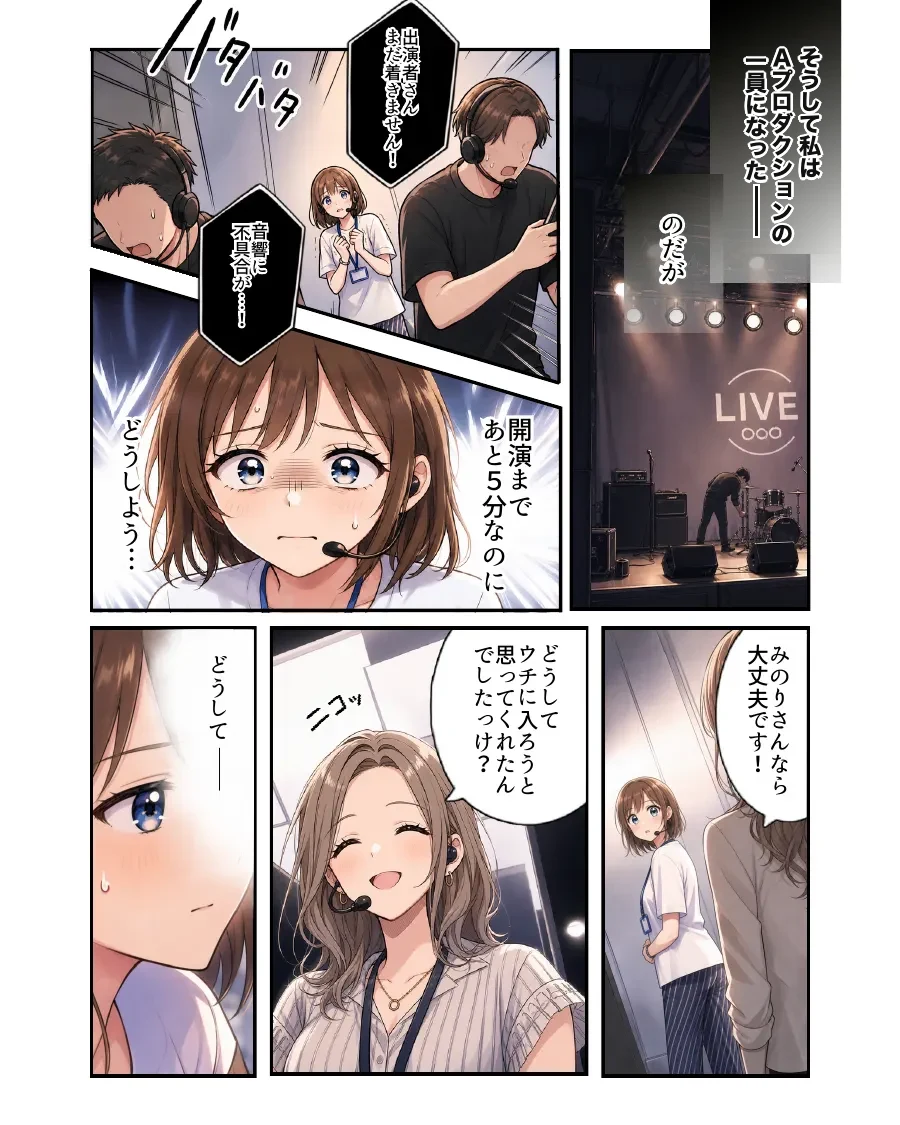 そうして私は
Aプロダクションの
一員になった――
のだが
LIVE
○○○
バタバタ
出演者さん
まだ着きません!
音響に
不具合が…!
開演まで
あと5分なのに
どうしよう…
みのりさんなら
大丈夫です!
どうして
ウチに入ろうと
思ってくれたん
でしたっけ?
ニコッ
どうして――